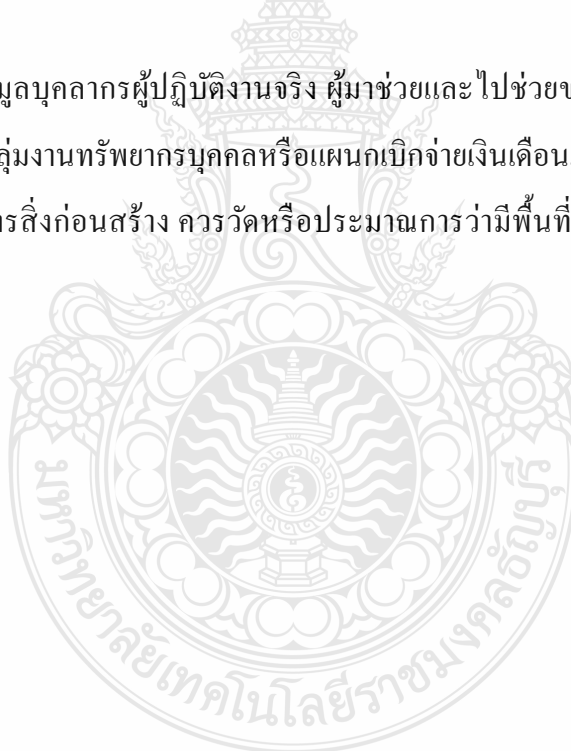 มูลบุคลากรผู้ปฏิบัติงานจริง ผู้มาช่วยและไปช่วย
ลุ่มงานทรัพยากรบุคคลหรือแผนกเบิกจ่ายเงินเดือน
ารสิ่งก่อนสร้าง ควรวัดหรือประมาณการว่ามีพื้นที่
มหาวิทยาลัยเทคโนโลยีราชมงคลธัญบุรี